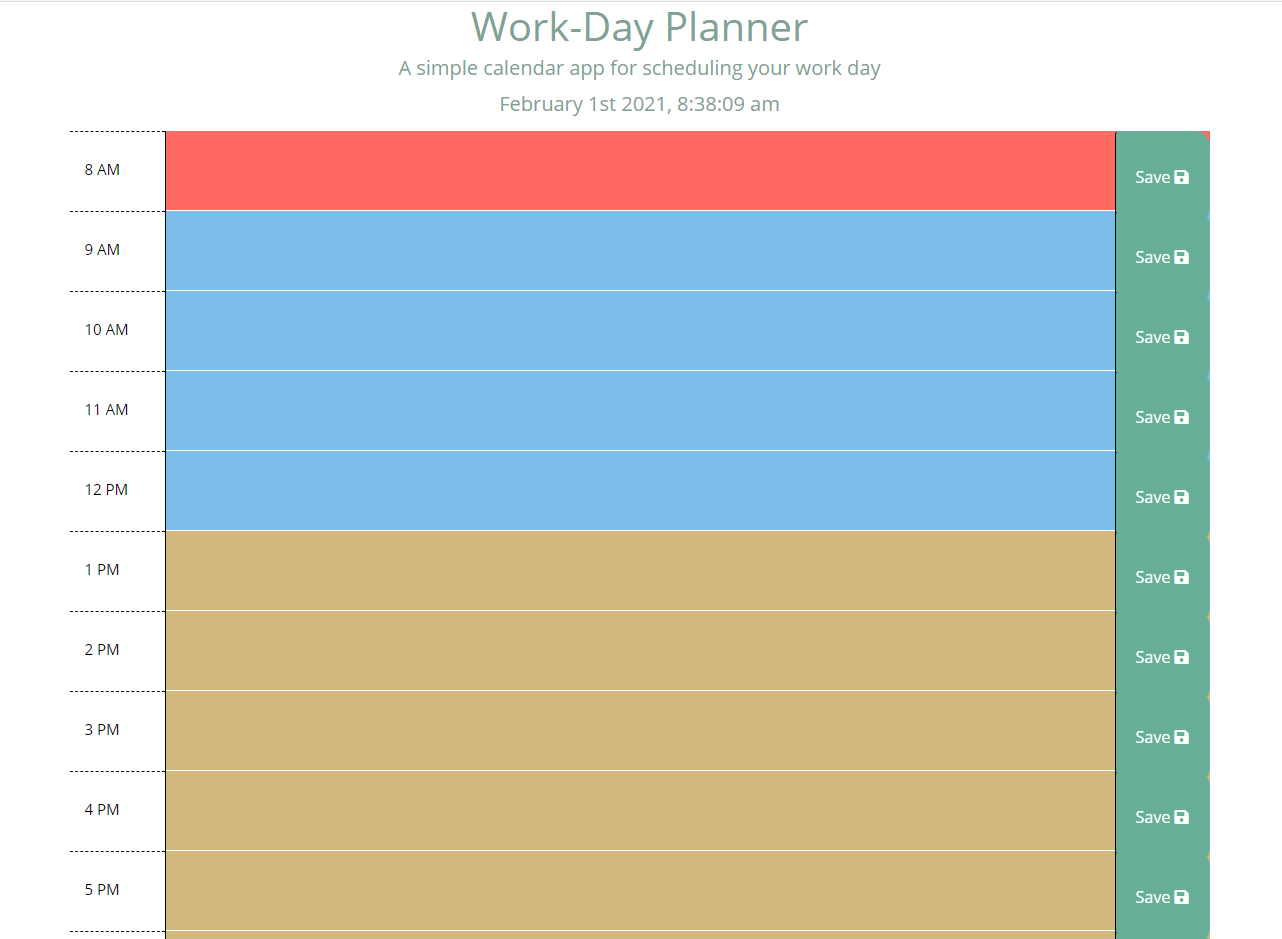 Work-Day Planner
A simple calendar app for scheduling your work day
February 1st 2021, 8:38:09 am
8 AM Save
9 AM Save
10 AM Save
11 AM Save
12 PM Save
1 PM Save
2 PM Save
3 PM Save
4 PM Save
5 PM Save